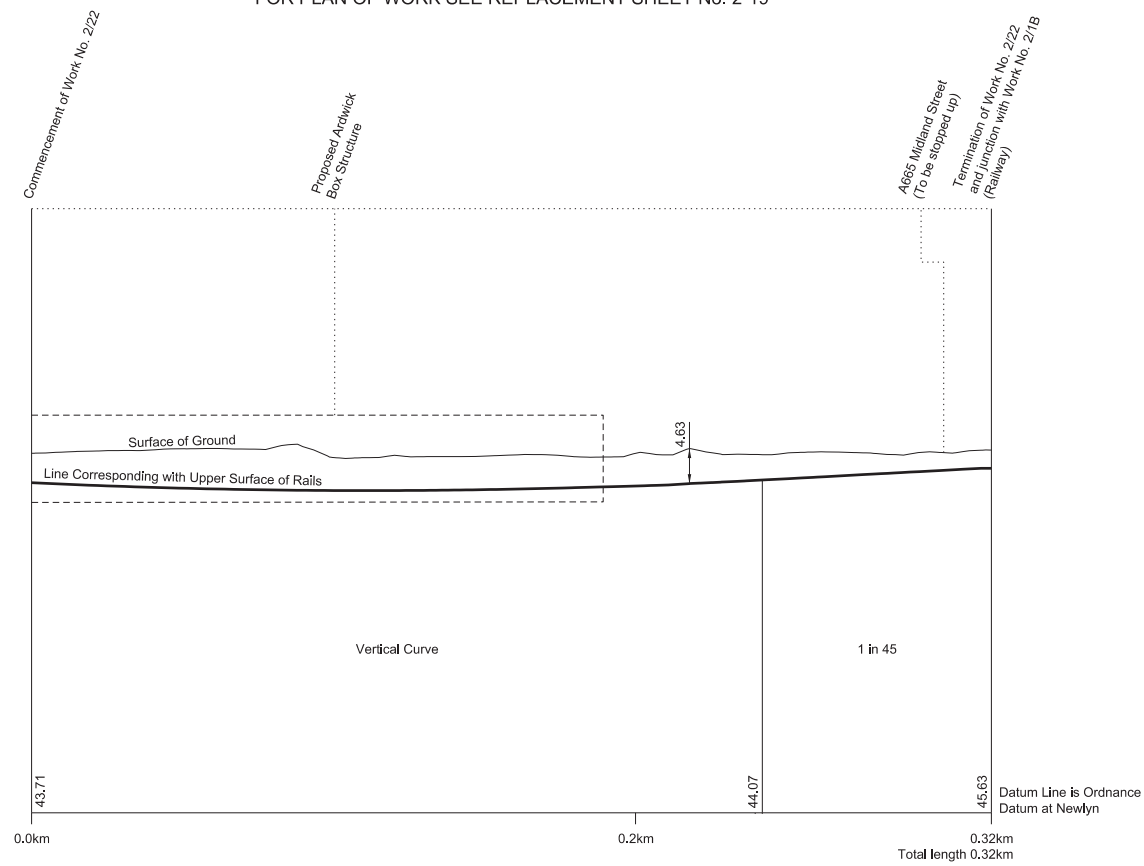 FOR PLAN OF WORK SEE REPLACEMENT SHEET No. 2-19
Commencement of Work No. 2/22
Proposed Ardwick
Box Structure
A665 Midland Street
(To be stopped up)
Termination of Work No. 2/22
and junction with Work No. 2/1B
(Railway)
Surface of Ground
4.63
Line Corresponding with Upper Surface of Rails
Vertical Curve
1 in 45
43.71
44.07
45.63
Datum Line is Ordnance
Datum at Newlyn
0.0km
0.2km
0.32km
Total length 0.32km